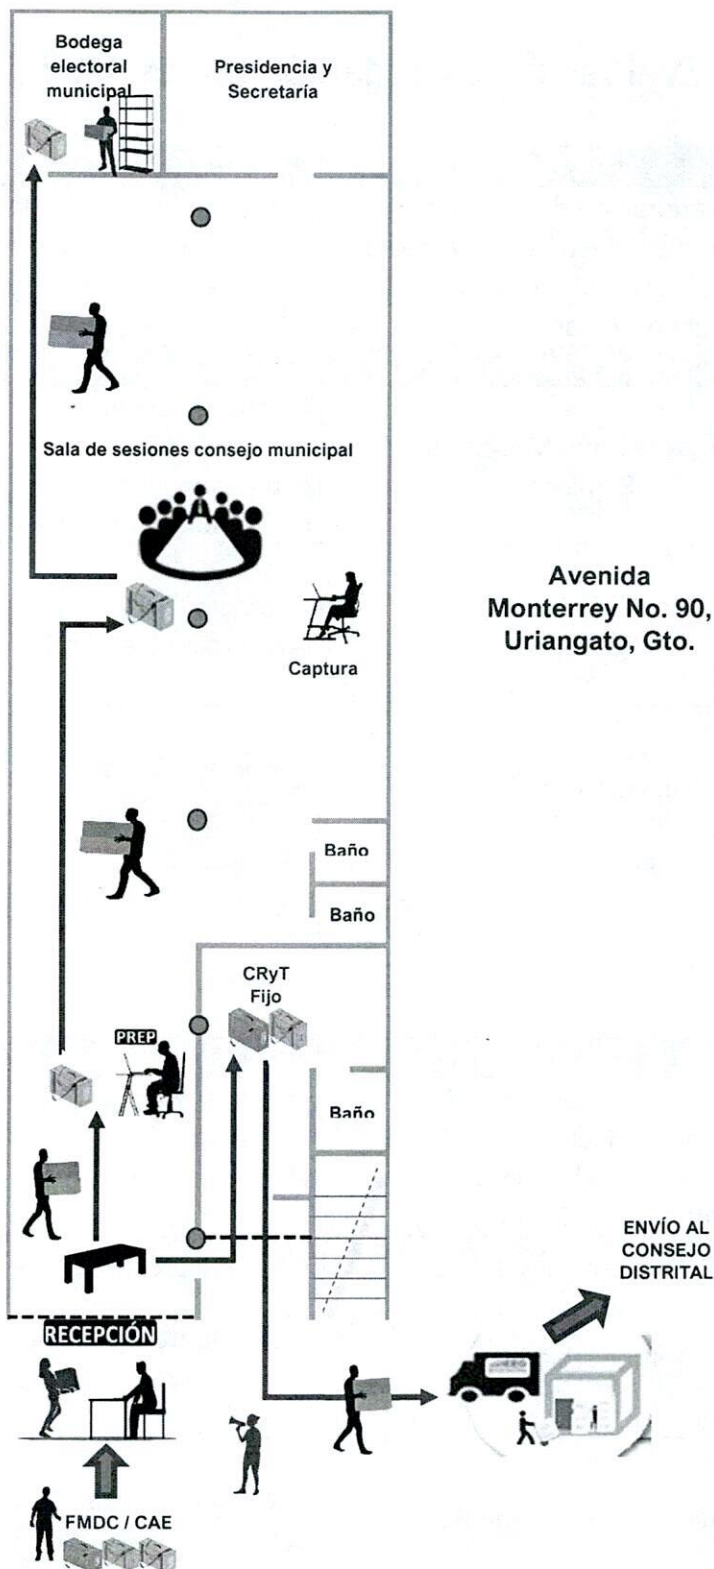 Bodega
electoral
municipal
Presidencia y
Secretaría
Sala de sesiones consejo municipal
Avenida
Monterrey No. 90,
Uriangato, Gto.
Captura
Baño
Baño
CRyT
Fijo
PREP
Baño
ENVÍO AL
CONSEJO
DISTRITAL
RECEPCIÓN
FMDC / CAE